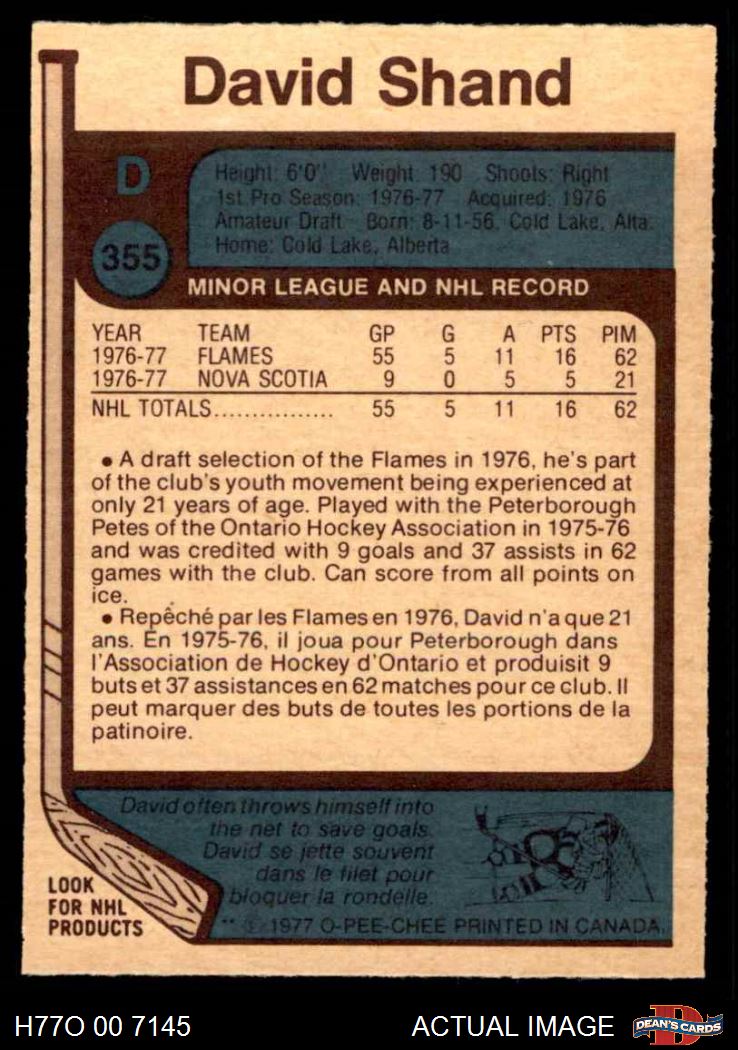 David Shand
D
355
Height: 6'0" Weight: 190 Shoots: Right
1st Pro Season: 1976-77 Acquired: 1976
Amateur Draft Born: 8-11-56, Cold Lake, Alta.
Home: Cold Lake, Alberta
MINOR LEAGUE AND NHL RECORD
YEAR TEAM GP G A PTS PIM
1976-77 FLAMES 55 5 11 16 62
1976-77 NOVA SCOTIA 9 0 5 5 21
NHL TOTALS................ 55 5 11 16 62
• A draft selection of the Flames in 1976, he's part
of the club's youth movement being experienced at
only 21 years of age. Played with the Peterborough
Petes of the Ontario Hockey Association in 1975-76
and was credited with 9 goals and 37 assists in 62
games with the club. Can score from all points on
ice.
• Repêché par les Flames en 1976, David n'a que 21
ans. En 1975-76, il joua pour Peterborough dans
l'Association de Hockey d'Ontario et produisit 9
buts et 37 assistances en 62 matches pour ce club. Il
peut marquer des buts de toutes les portions de la
patinoire.
David often throws himself into
the net to save goals.
David se jette souvent
dans le filet pour
bloquer la rondelle.
LOOK
FOR NHL
PRODUCTS
** © 1977 O-PEE-CHEE PRINTED IN CANADA.
H77O 00 7145
ACTUAL IMAGE
D
DEAN'S CARDS